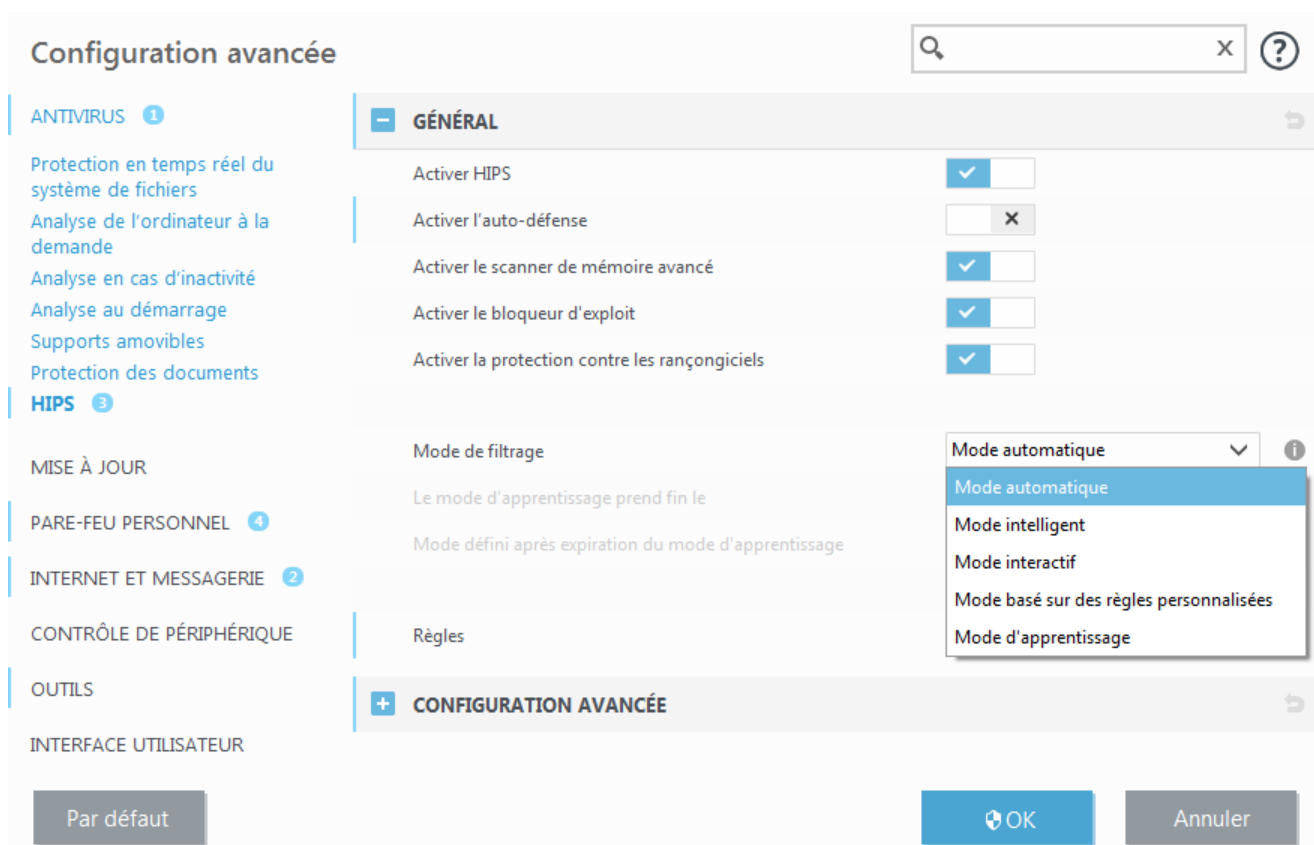 Configuration avancée
X
?
ANTIVIRUS 1
Protection en temps réel du
système de fichiers
Analyse de l'ordinateur à la
demande
Analyse en cas d'inactivité
Analyse au démarrage
Supports amovibles
Protection des documents
HIPS 3
MISE À JOUR
PARE-FEU PERSONNEL 4
INTERNET ET MESSAGERIE 2
CONTRÔLE DE PÉRIPHÉRIQUE
OUTILS
INTERFACE UTILISATEUR
GÉNÉRAL
Activer HIPS
Activer l'auto-défense
Activer le scanner de mémoire avancé
Activer le bloqueur d'exploit
Activer la protection contre les rançongiciels
Mode de filtrage
Mode automatique
i
Le mode d'apprentissage prend fin le
Mode défini après expiration du mode d'apprentissage
Mode automatique
Mode intelligent
Mode interactif
Mode basé sur des règles personnalisées
Mode d'apprentissage
Règles
CONFIGURATION AVANCÉE
Par défaut
OK
Annuler